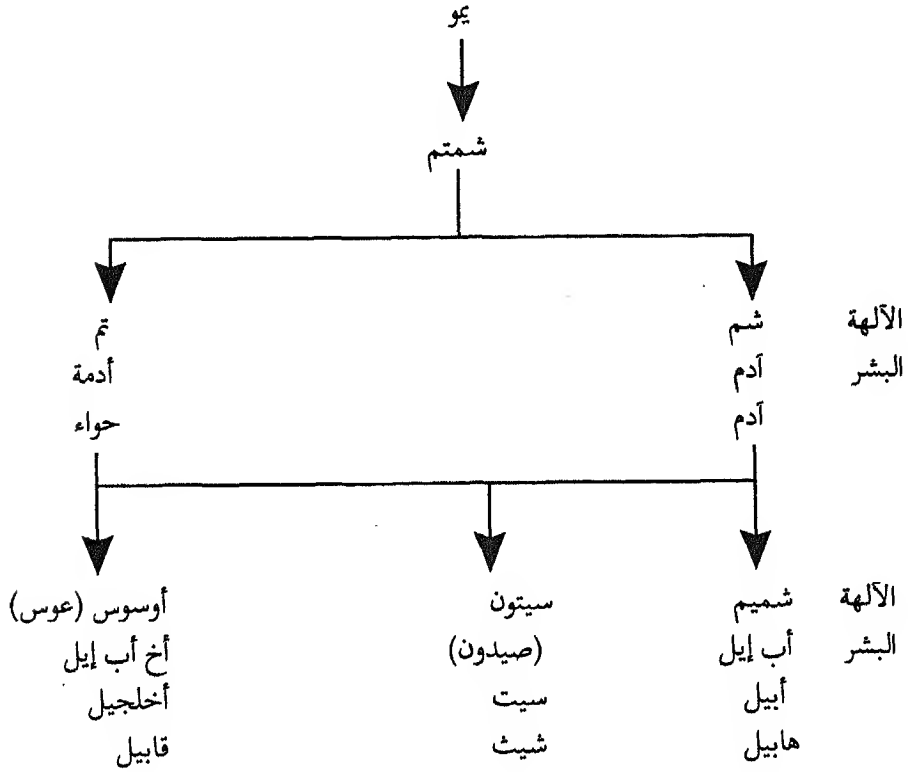 يمو
شمتم
الآلهة شم تم
البشر آدم أدمة
آدم حواء
الآلهة شميم سيتون أوسوس (عوس)
البشر أب إيل (صيدون) أخ أب إيل
أبيل سيت أخلجيل
هابيل شيث قابيل